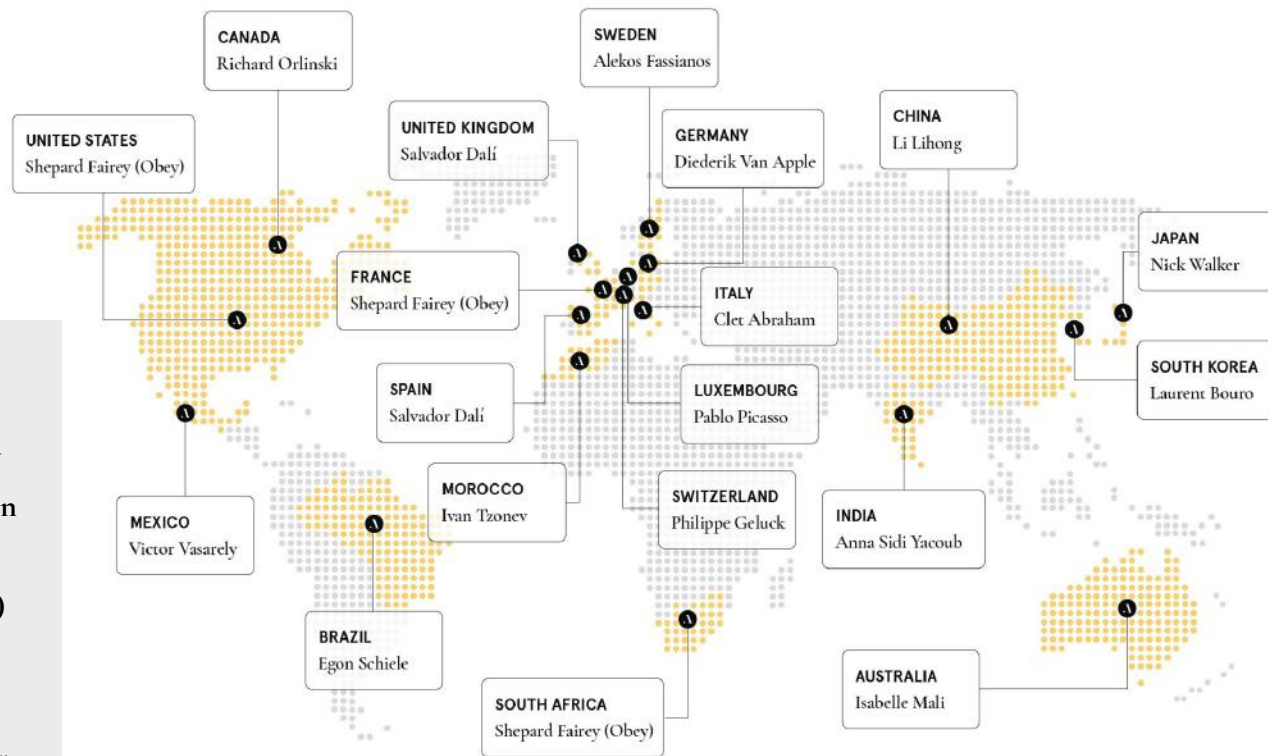 CANADA
Richard Orlinski
SWEDEN
Alekos Fassianos
UNITED STATES
Shepard Fairey (Obey)
UNITED KINGDOM
Salvador Dalí
GERMANY
Diederik Van Apple
CHINA
Li Lihong
JAPAN
Nick Walker
FRANCE
Shepard Fairey (Obey)
ITALY
Clet Abraham
SOUTH KOREA
Laurent Bouro
SPAIN
Salvador Dalí
LUXEMBOURG
Pablo Picasso
MOROCCO
Ivan Tzonev
SWITZERLAND
Philippe Geluck
INDIA
Anna Sidi Yacoub
MEXICO
Victor Vasarely
BRAZIL
Egon Schiele
SOUTH AFRICA
Shepard Fairey (Obey)
AUSTRALIA
Isabelle Mali